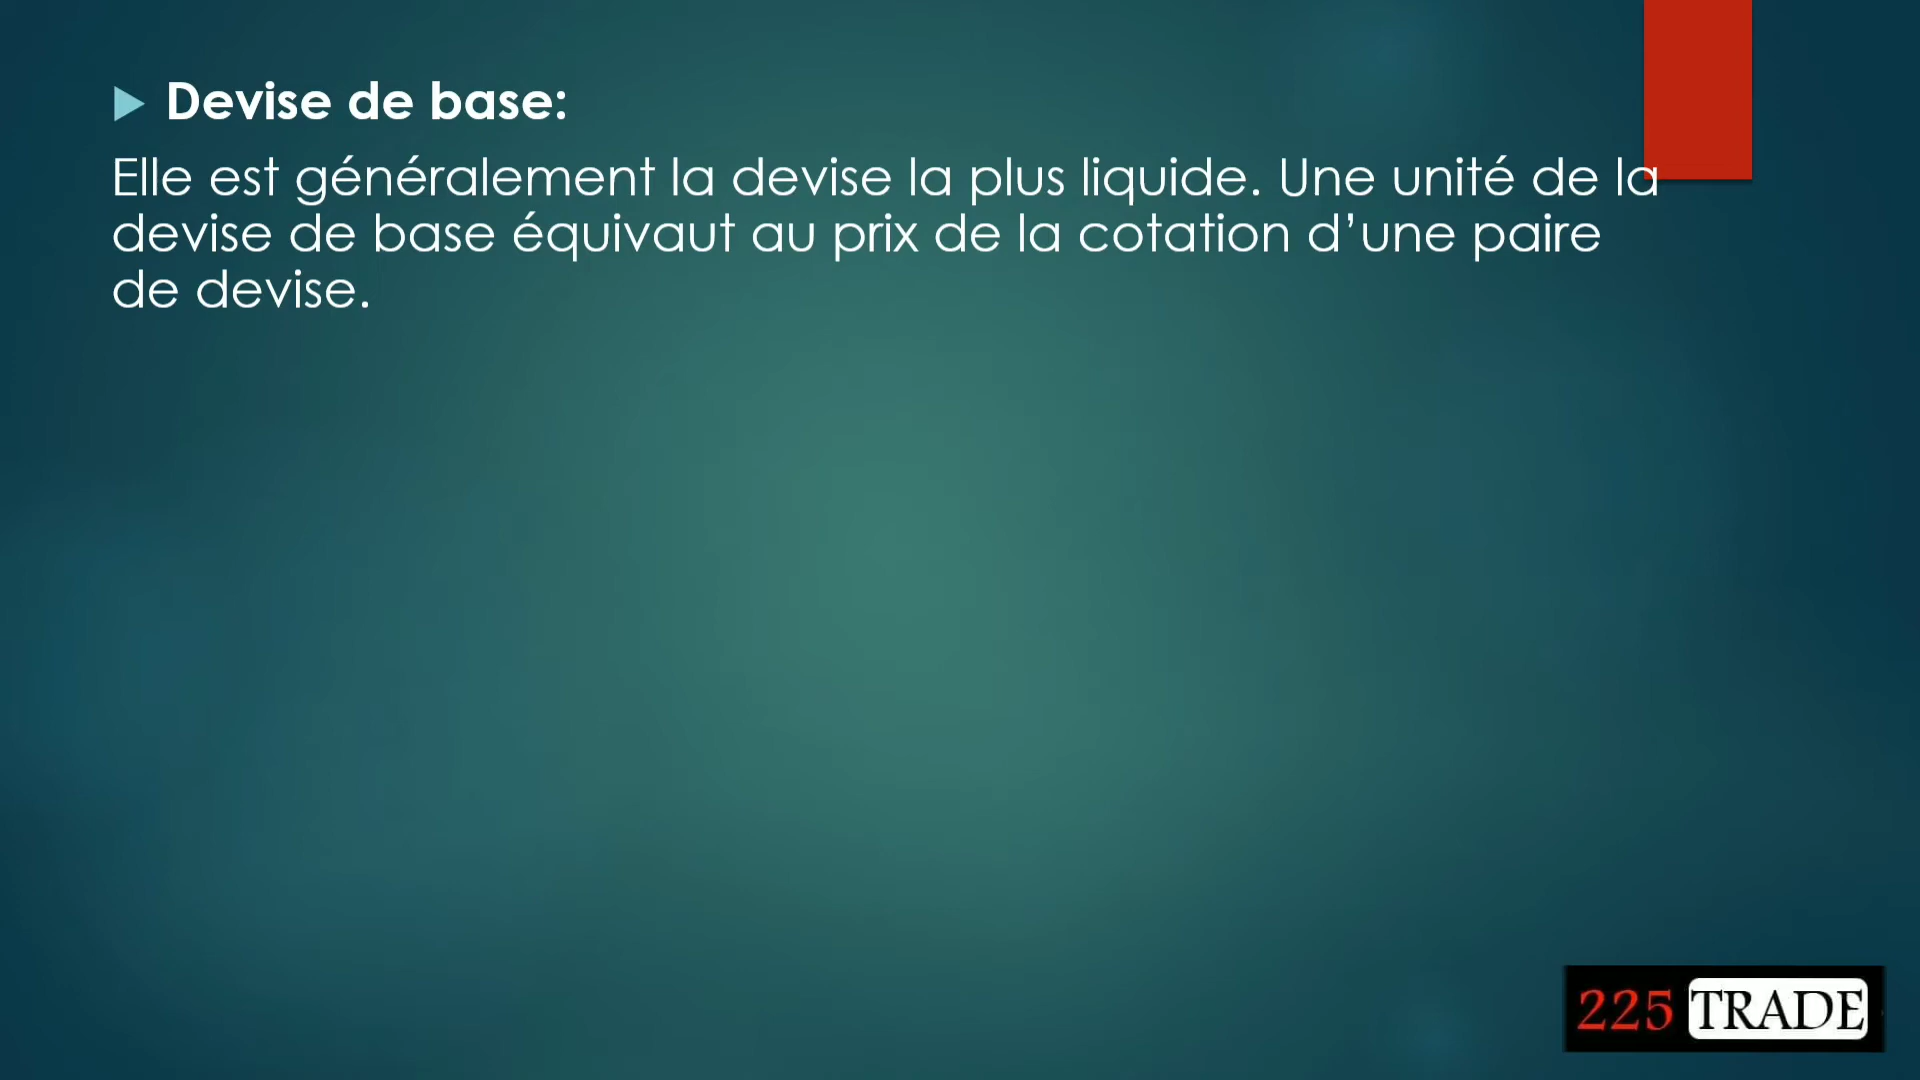 Devise de base:
Elle est généralement la devise la plus liquide. Une unité de la
devise de base équivaut au prix de la cotation d’une paire
de devise.
225 TRADE